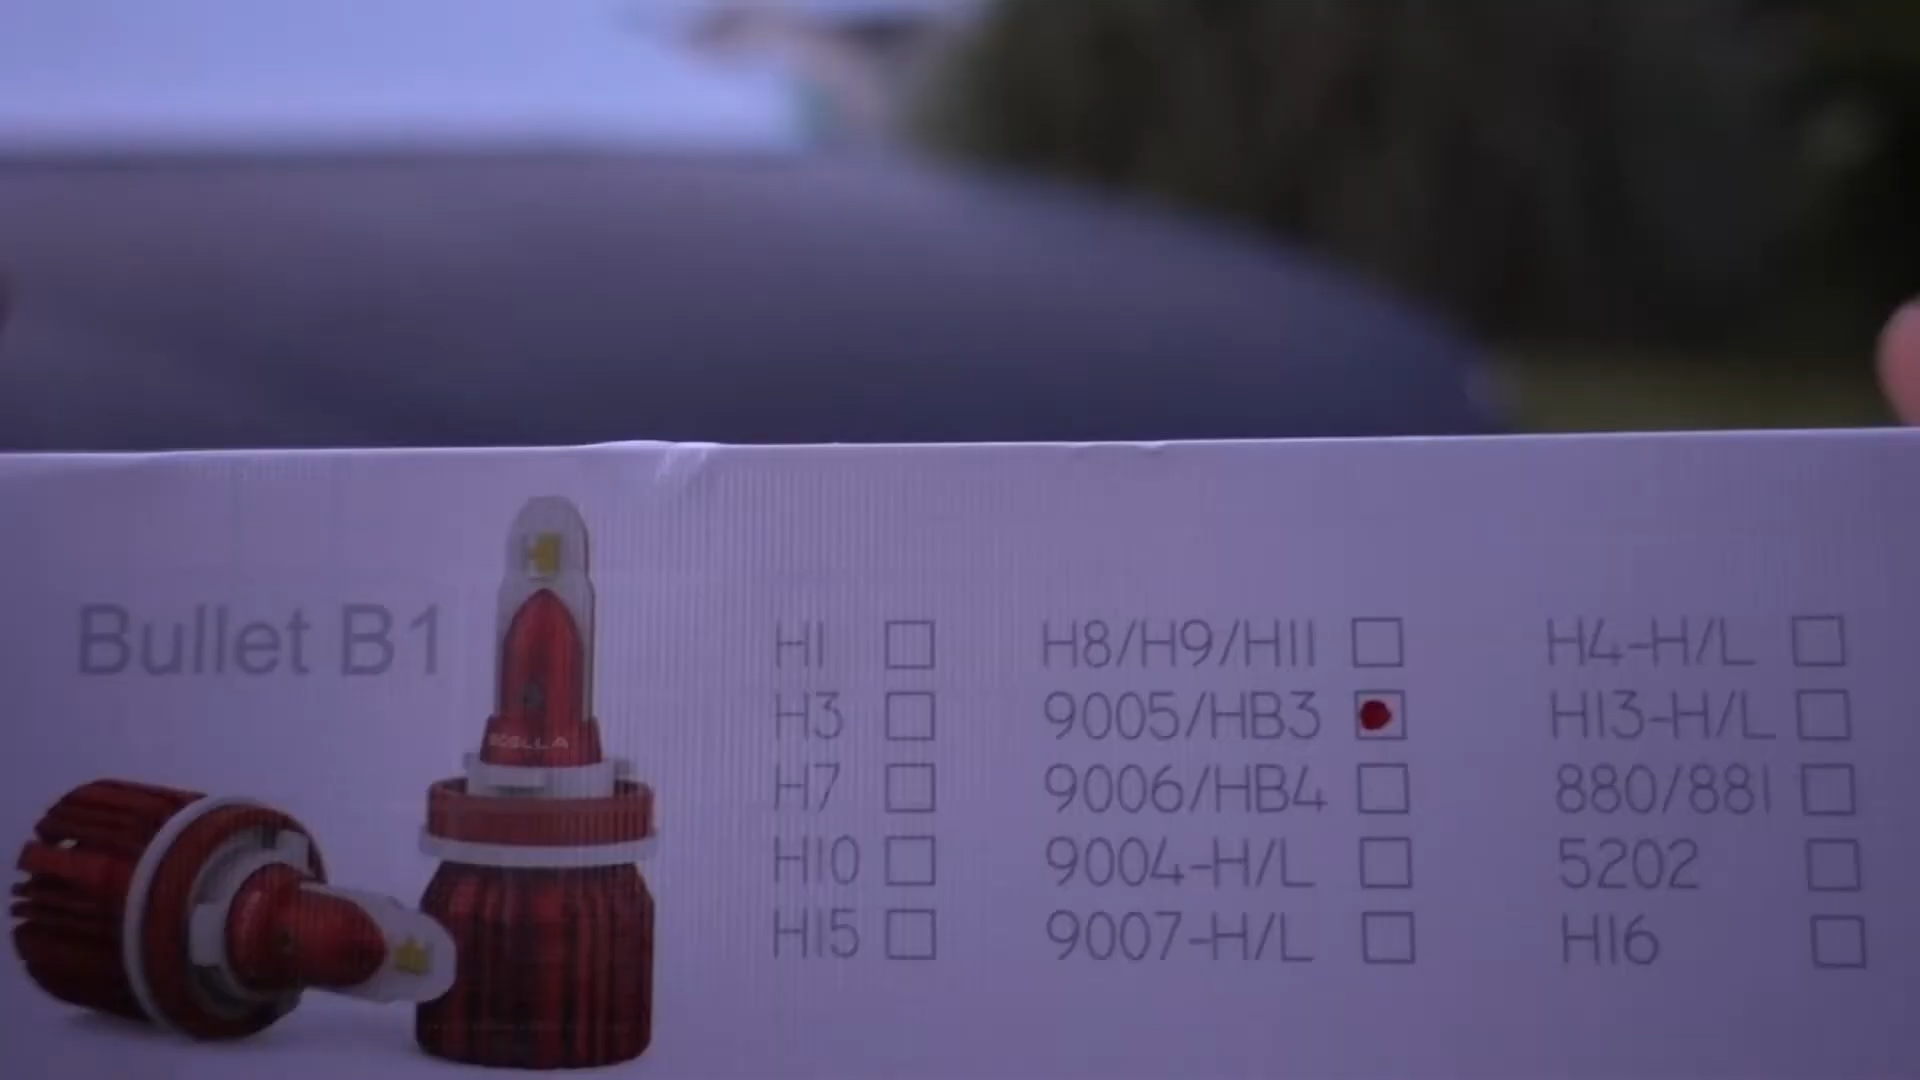 Bullet B1
BOSLLA
H1
H3
H7
H10
H15
H8/H9/H11
9005/HB3
9006/HB4
9004-H/L
9007-H/L
H4-H/L
H13-H/L
880/881
5202
H16